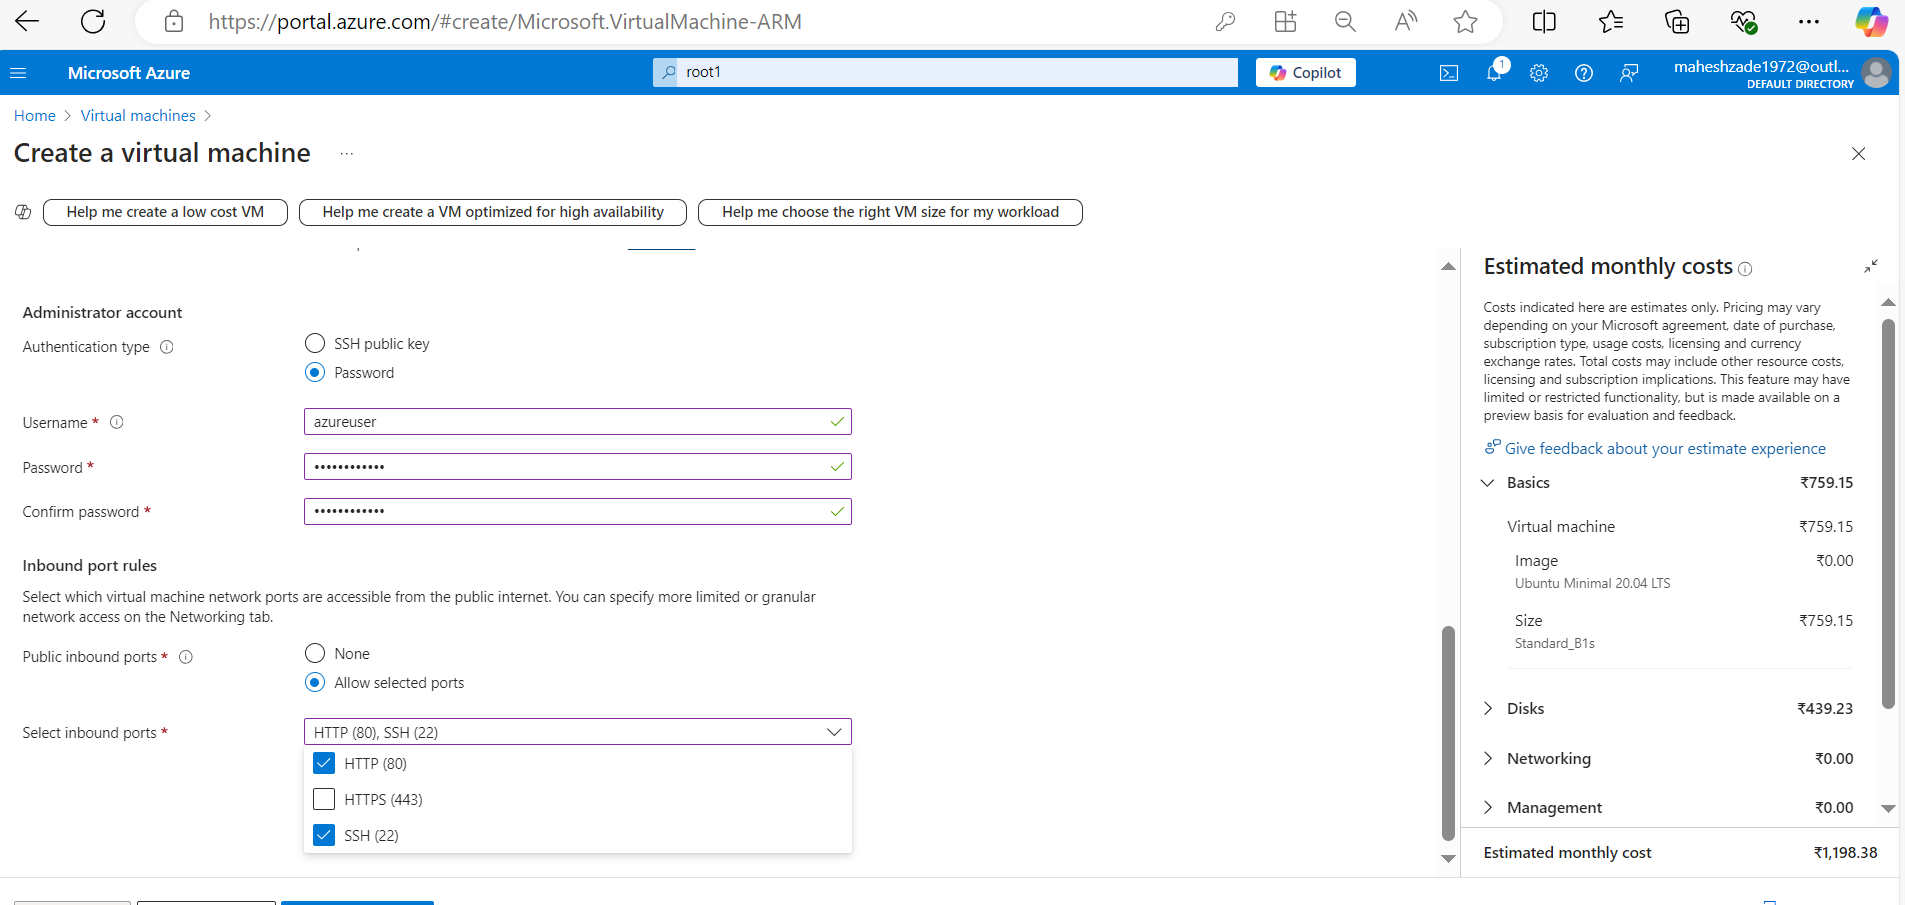 https://portal.azure.com/#create/Microsoft.VirtualMachine-ARM
Microsoft Azure
root1
Copilot
1
maheshzade1972@outl...
DEFAULT DIRECTORY
Home > Virtual machines >
Create a virtual machine ...
Help me create a low cost VM
Help me create a VM optimized for high availability
Help me choose the right VM size for my workload
Administrator account
Authentication type
SSH public key
Password
Username *
azureuser
Password *
••••••••••••
Confirm password *
••••••••••••
Inbound port rules
Select which virtual machine network ports are accessible from the public internet. You can specify more limited or granular
network access on the Networking tab.
Public inbound ports *
None
Allow selected ports
Select inbound ports *
HTTP (80), SSH (22)
HTTP (80)
HTTPS (443)
SSH (22)
Estimated monthly costs
Costs indicated here are estimates only. Pricing may vary
depending on your Microsoft agreement, date of purchase,
subscription type, usage costs, licensing and currency
exchange rates. Total costs may include other resource costs,
licensing and subscription implications. This feature may have
limited or restricted functionality, but is made available on a
preview basis for evaluation and feedback.
Give feedback about your estimate experience
Basics ₹759.15
Virtual machine ₹759.15
Image ₹0.00
Ubuntu Minimal 20.04 LTS
Size ₹759.15
Standard_B1s
Disks ₹439.23
Networking ₹0.00
Management ₹0.00
Estimated monthly cost ₹1,198.38